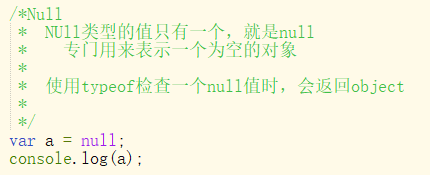 /*Null
 * NUll类型的值只有一个，就是null
 *   专门用来表示一个为空的对象
 *
 * 使用typeof检查一个null值时，会返回object
 *
 */
var a = null;
console.log(a);